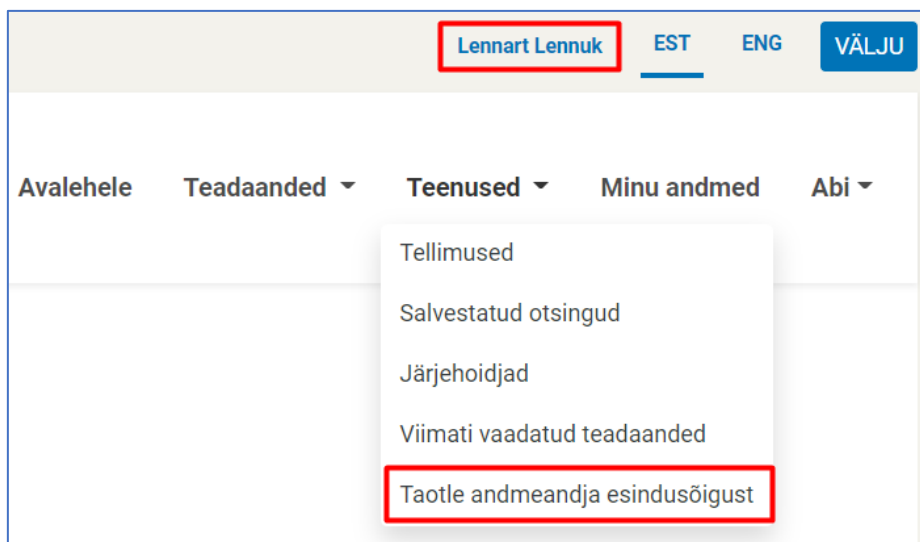 Lennart Lennuk EST ENG VÄLJU
Avalehele Teadaanded Teenused Minu andmed Abi
Tellimused
Salvestatud otsingud
Järjehoidjad
Viimati vaadatud teadaanded
Taotle andmeandja esindusõigust